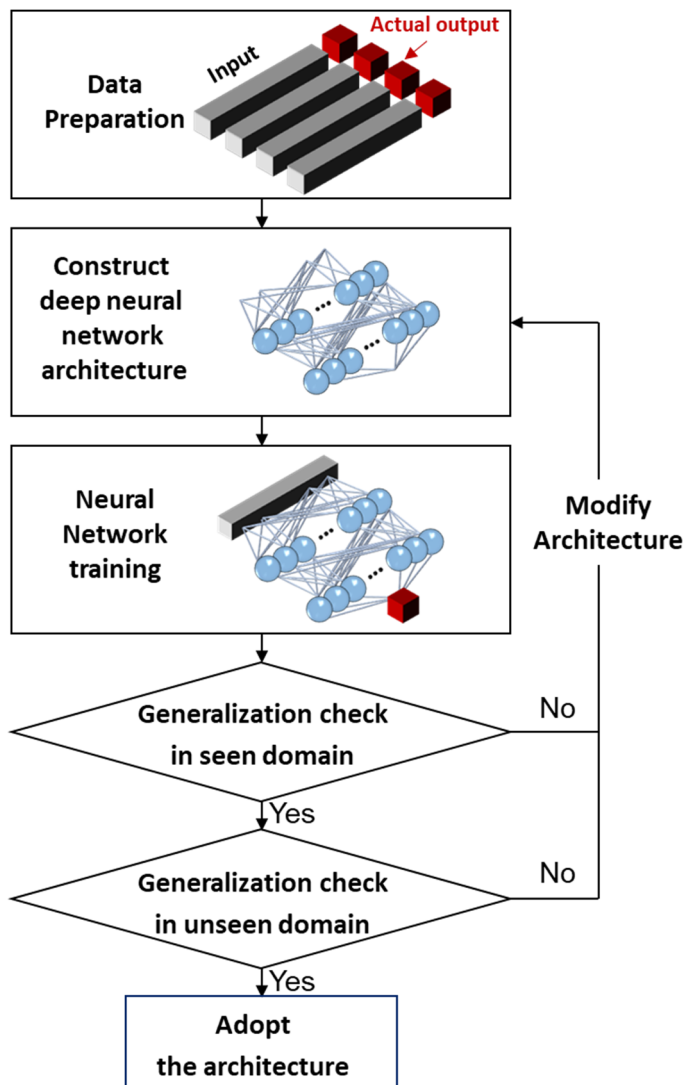 Actual output
Input
Data
Preparation
Construct
deep neural
network
architecture
Neural
Network
training
Modify
Architecture
Generalization check
in seen domain
No
Yes
Generalization check
in unseen domain
No
Yes
Adopt
the architecture